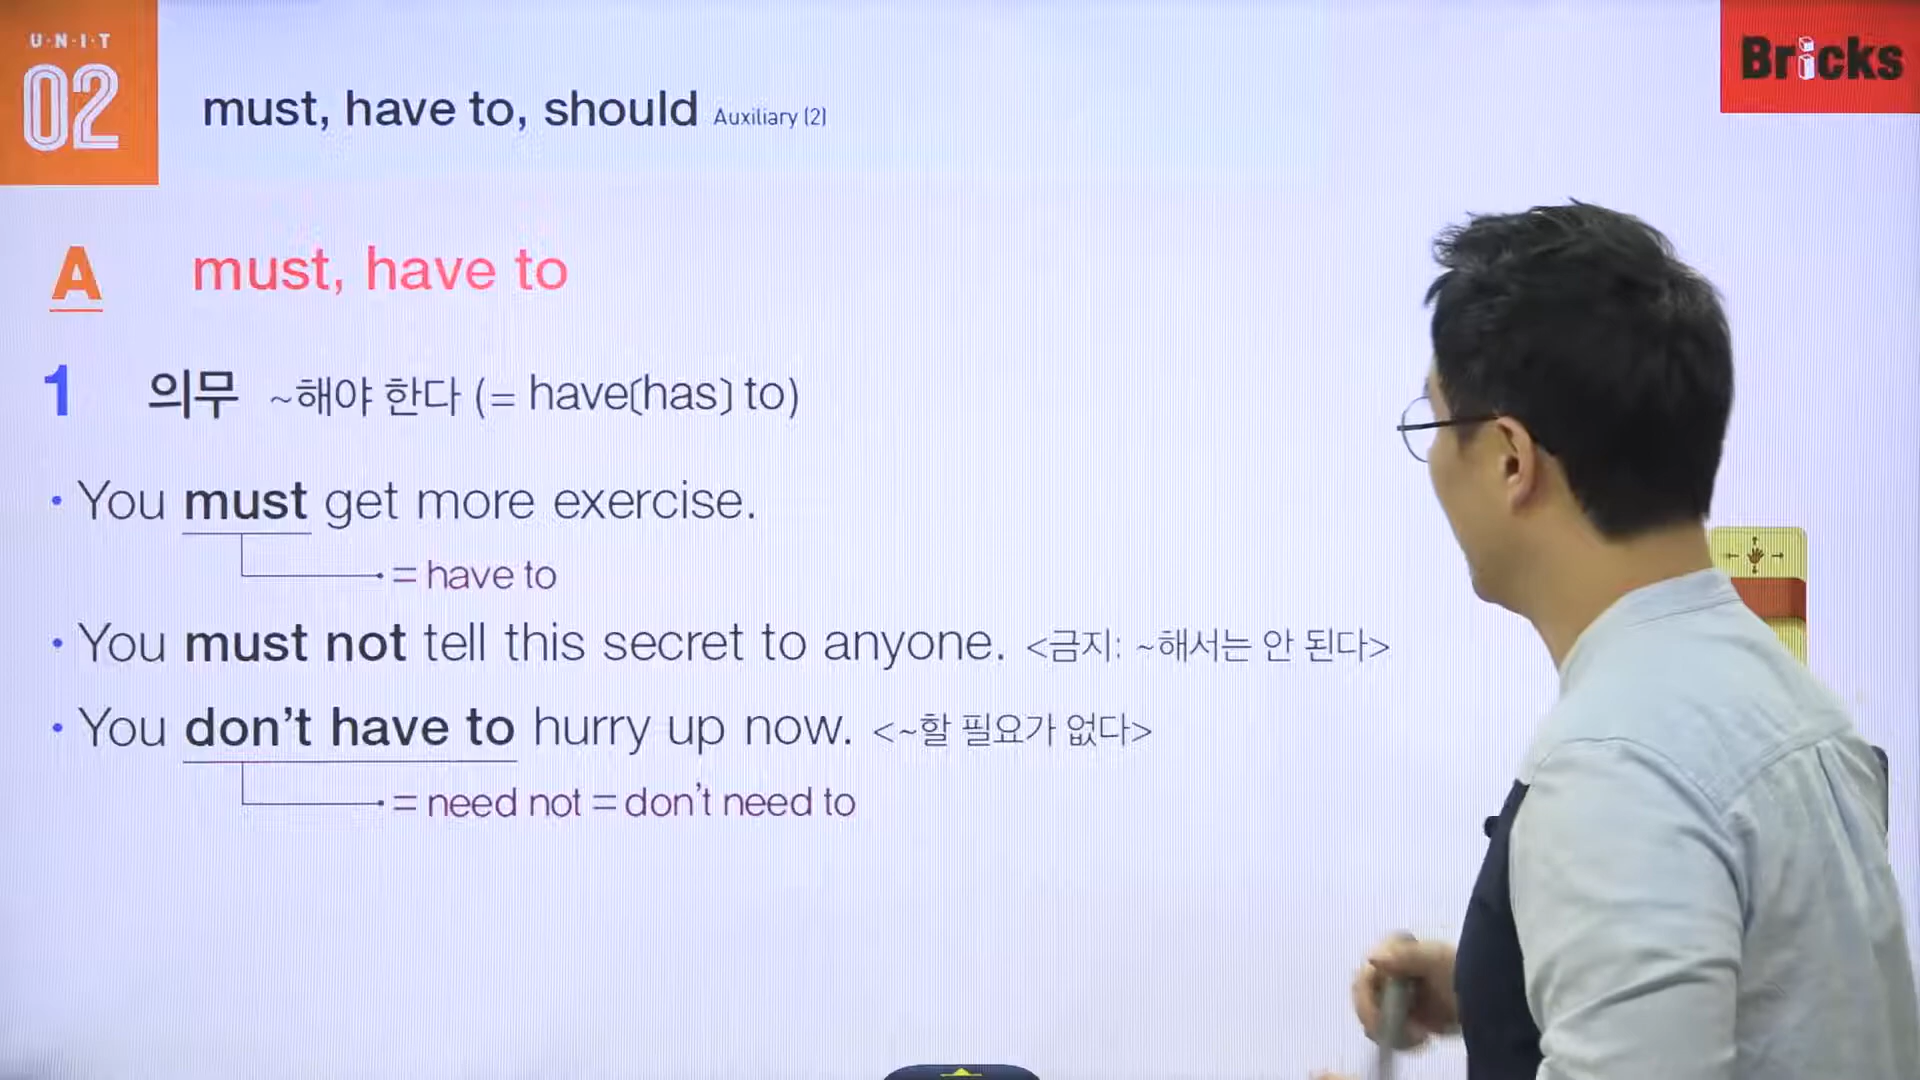 U·N·I·T
02
must, have to, should Auxiliary (2)
Bricks
A must, have to
1 의무 ~해야 한다 (= have(has) to)
• You must get more exercise.
= have to
• You must not tell this secret to anyone. <금지: ~해서는 안 된다>
• You don't have to hurry up now. <~할 필요가 없다>
= need not = don't need to